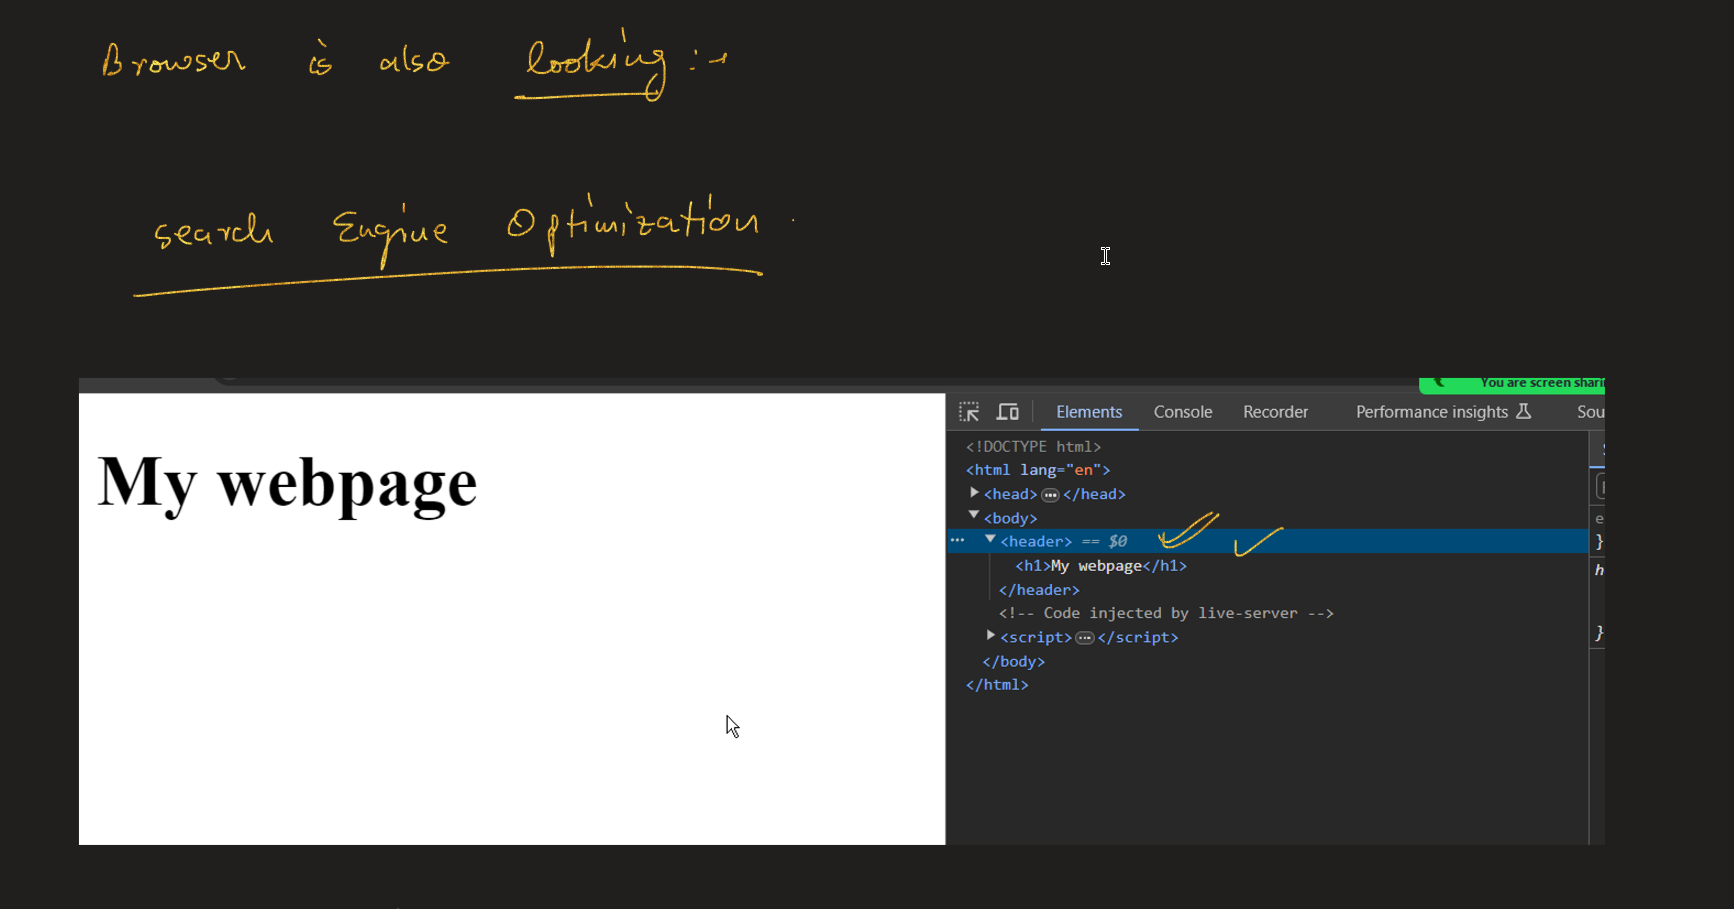 Browser is also looking :→
search Engine Optimization.
You are screen shari
My webpage
Elements Console Recorder Performance insights Sou
<!DOCTYPE html>
<html lang="en">
<head> ••• </head>
<body>
••• <header> == $0
<h1>My webpage</h1>
</header>
<!-- Code injected by live-server -->
<script> ••• </script>
</body>
</html>
e
}
h
}